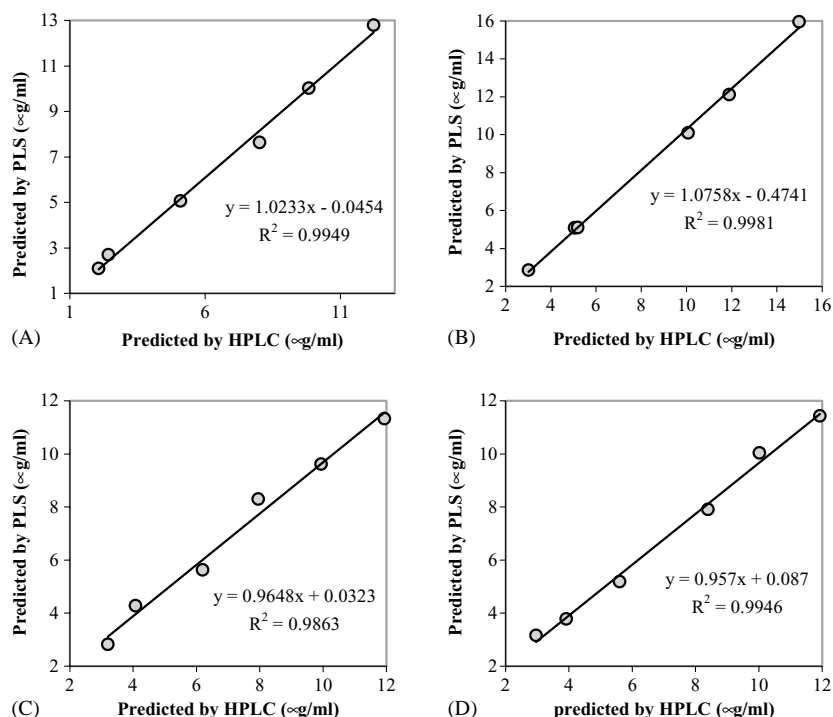 13
11
9
7
5
3
1
Predicted by PLS (∝g/ml)
y = 1.0233x - 0.0454
R² = 0.9949
1 6 11
(A) Predicted by HPLC (∝g/ml)
16
14
12
10
8
6
4
2
Predicted by PLS (∝g/ml)
y = 1.0758x - 0.4741
R² = 0.9981
2 4 6 8 10 12 14 16
(B) Predicted by HPLC (∝g/ml)
12
10
8
6
4
2
Predicted by PLS (∝g/ml)
y = 0.9648x + 0.0323
R² = 0.9863
2 4 6 8 10 12
(C) Predicted by HPLC (∝g/ml)
12
10
8
6
4
2
Predicted by PLS (∝g/ml)
y = 0.957x + 0.087
R² = 0.9946
2 4 6 8 10 12
(D) predicted by HPLC (∝g/ml)